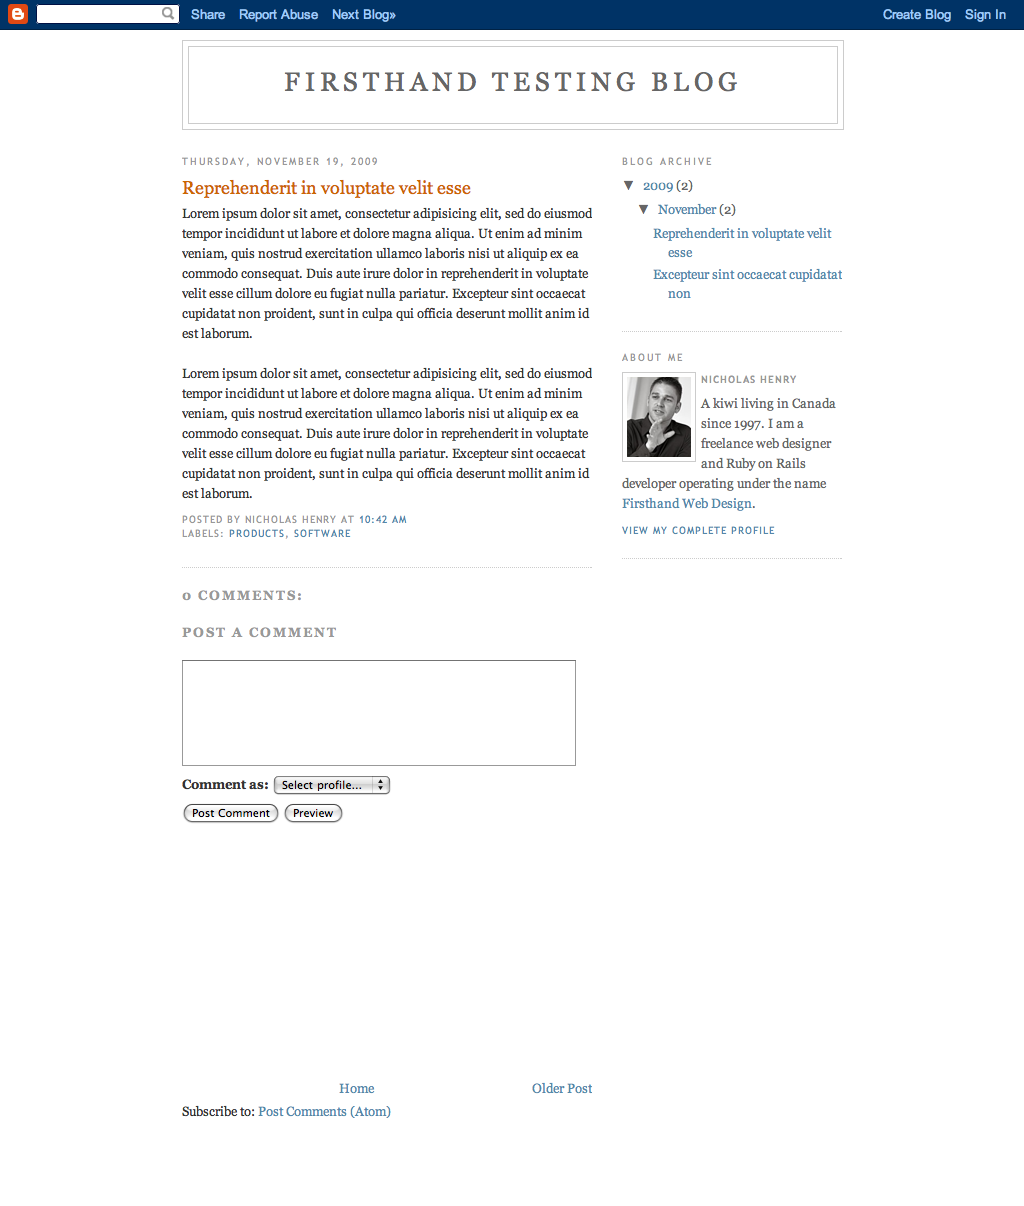 Share Report Abuse Next Blog» Create Blog Sign In
FIRSTHAND TESTING BLOG
THURSDAY, NOVEMBER 19, 2009
Reprehenderit in voluptate velit esse
Lorem ipsum dolor sit amet, consectetur adipisicing elit, sed do eiusmod
tempor incididunt ut labore et dolore magna aliqua. Ut enim ad minim
veniam, quis nostrud exercitation ullamco laboris nisi ut aliquip ex ea
commodo consequat. Duis aute irure dolor in reprehenderit in voluptate
velit esse cillum dolore eu fugiat nulla pariatur. Excepteur sint occaecat
cupidatat non proident, sunt in culpa qui officia deserunt mollit anim id
est laborum.
Lorem ipsum dolor sit amet, consectetur adipisicing elit, sed do eiusmod
tempor incididunt ut labore et dolore magna aliqua. Ut enim ad minim
veniam, quis nostrud exercitation ullamco laboris nisi ut aliquip ex ea
commodo consequat. Duis aute irure dolor in reprehenderit in voluptate
velit esse cillum dolore eu fugiat nulla pariatur. Excepteur sint occaecat
cupidatat non proident, sunt in culpa qui officia deserunt mollit anim id
est laborum.
POSTED BY NICHOLAS HENRY AT 10:42 AM
LABELS: PRODUCTS, SOFTWARE
0 COMMENTS:
POST A COMMENT
Comment as: Select profile...
Post Comment Preview
Home Older Post
Subscribe to: Post Comments (Atom)
BLOG ARCHIVE
▼ 2009 (2)
▼ November (2)
Reprehenderit in voluptate velit
esse
Excepteur sint occaecat cupidatat
non
ABOUT ME
NICHOLAS HENRY
A kiwi living in Canada
since 1997. I am a
freelance web designer
and Ruby on Rails
developer operating under the name
Firsthand Web Design.
VIEW MY COMPLETE PROFILE